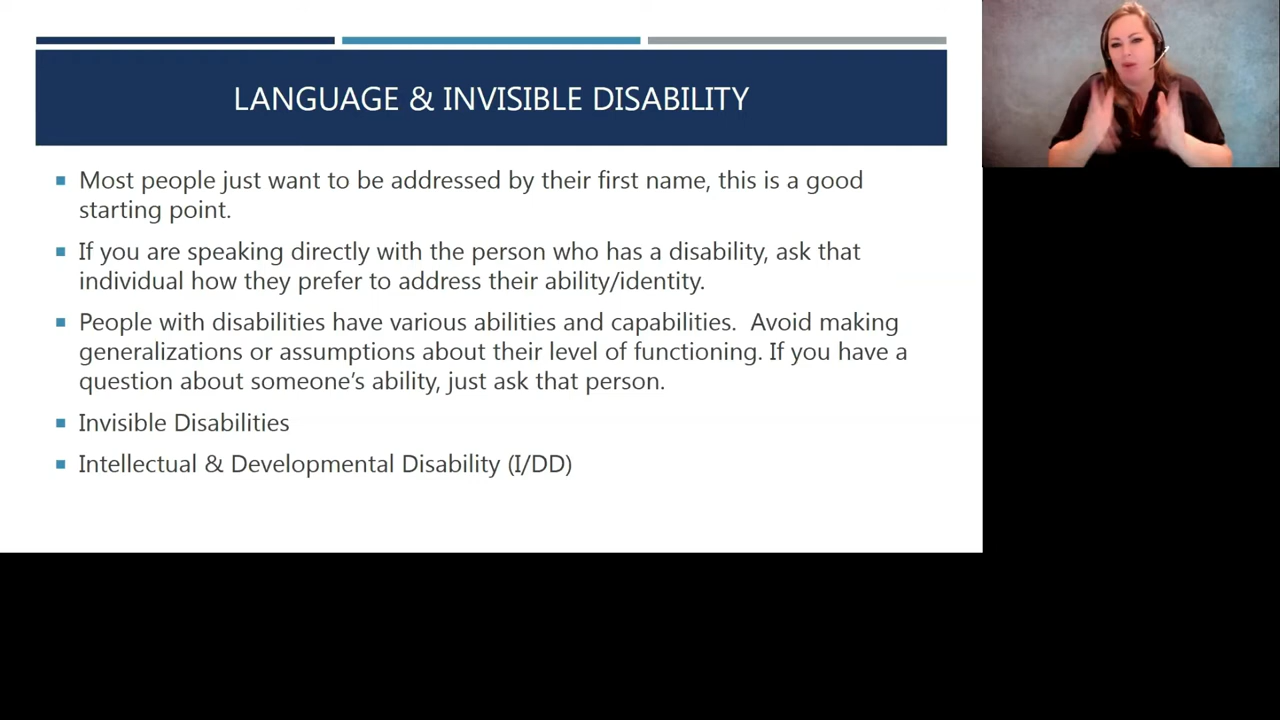 LANGUAGE & INVISIBLE DISABILITY
Most people just want to be addressed by their first name, this is a good
starting point.
If you are speaking directly with the person who has a disability, ask that
individual how they prefer to address their ability/identity.
People with disabilities have various abilities and capabilities.  Avoid making
generalizations or assumptions about their level of functioning. If you have a
question about someone’s ability, just ask that person.
Invisible Disabilities
Intellectual & Developmental Disability (I/DD)